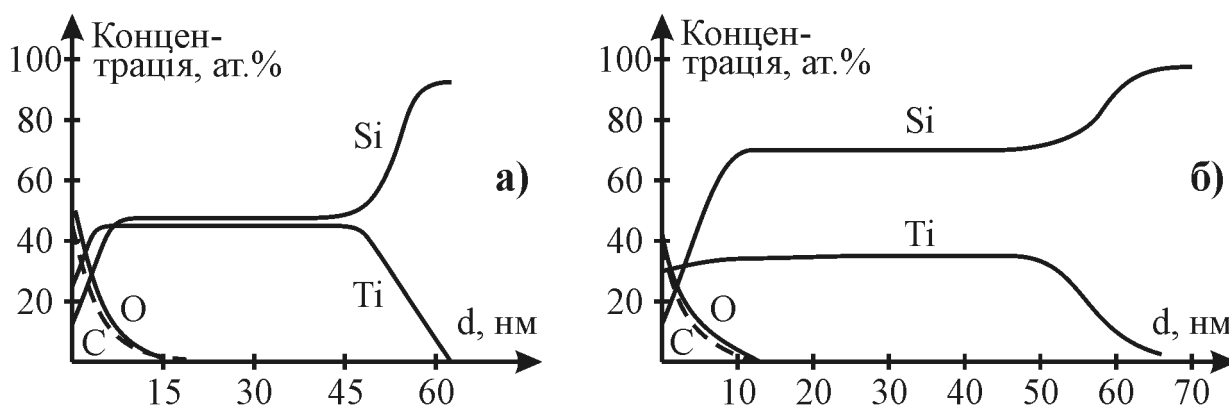 Концен-
трація, ат.%
100
80
60
40
20
Si
Ti
O
C
а)
d, нм
15
30
45
60
Концен-
трація, ат.%
100
80
60
40
20
Si
Ti
O
C
б)
d, нм
10
20
30
40
50
60
70